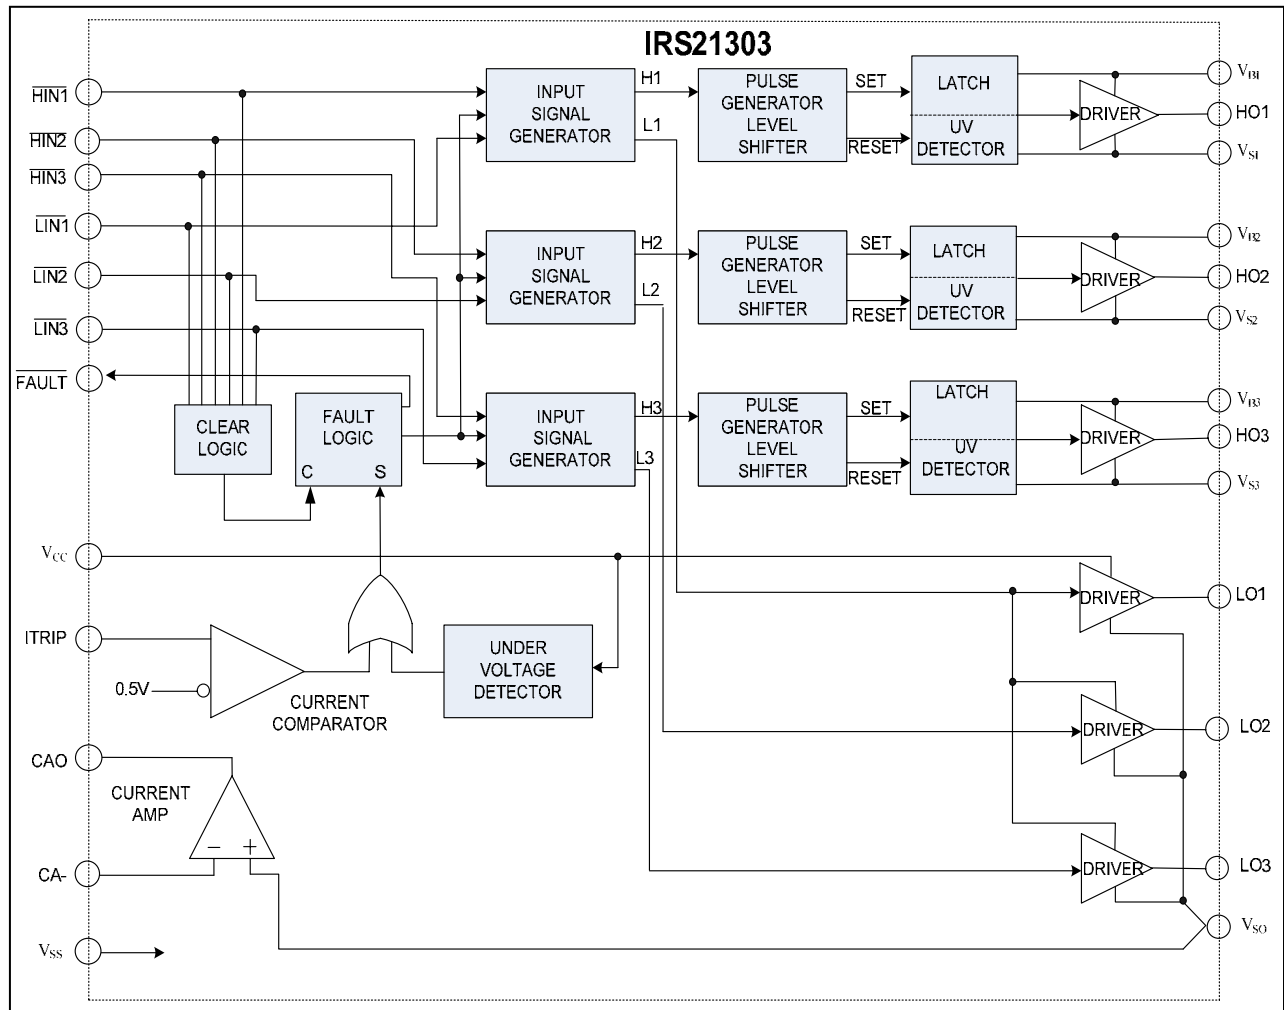 IRS21303
HIN1
HIN2
HIN3
LIN1
LIN2
LIN3
FAULT
VCC
ITRIP
0.5V
CAO
CA-
VSS
CLEAR
LOGIC
FAULT
LOGIC
C S
INPUT
SIGNAL
GENERATOR
H1
L1
PULSE
GENERATOR
LEVEL
SHIFTER
SET
RESET
LATCH
UV
DETECTOR
DRIVER
VB1
HO1
VS1
INPUT
SIGNAL
GENERATOR
H2
L2
PULSE
GENERATOR
LEVEL
SHIFTER
SET
RESET
LATCH
UV
DETECTOR
DRIVER
VB2
HO2
VS2
INPUT
SIGNAL
GENERATOR
H3
L3
PULSE
GENERATOR
LEVEL
SHIFTER
SET
RESET
LATCH
UV
DETECTOR
DRIVER
VB3
HO3
VS3
CURRENT
COMPARATOR
UNDER
VOLTAGE
DETECTOR
CURRENT
AMP
− +
DRIVER
LO1
DRIVER
LO2
DRIVER
LO3
VSO